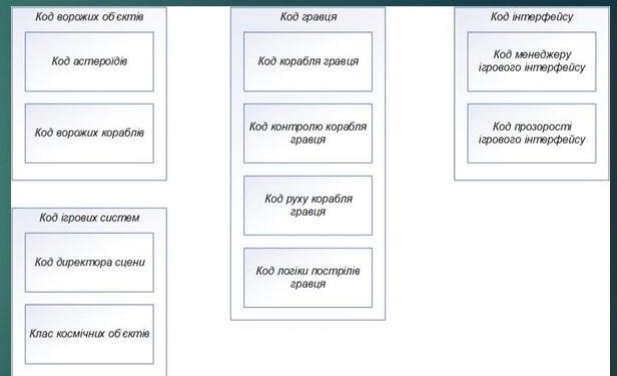 Код ворожих об єктів
Код астероїдів
Код ворожих кораблів
Код ігрових систем
Код директора сцени
Клас космічних об єктів
Код гравця
Код корабля гравця
Код контролю корабля
гравця
Код руху корабля
гравця
Код логіки пострілів
гравця
Код інтерфейсу
Код менеджеру
ігрового інтерфейсу
Код прозорості
ігрового інтерфейсу